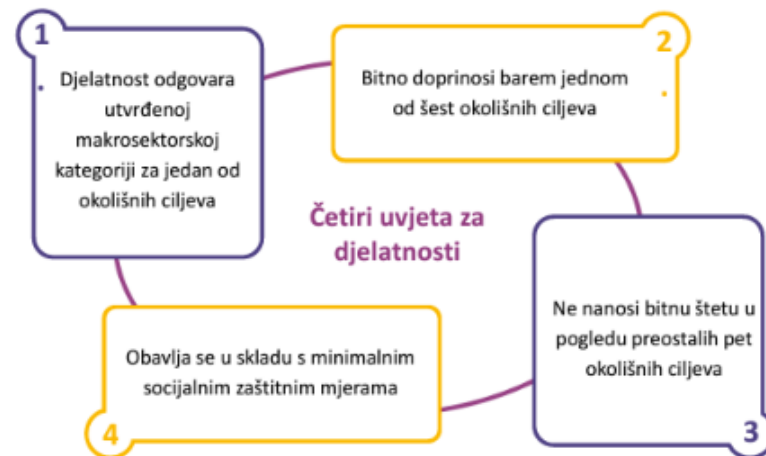 1
.
Djelatnost odgovara
utvrđenoj
makrosektorskoj
kategoriji za jedan od
okolišnih ciljeva
2
.
Bitno doprinosi barem jednom
od šest okolišnih ciljeva
Četiri uvjeta za
djelatnosti
Ne nanosi bitnu štetu u
pogledu preostalih pet
okolišnih ciljeva
3
Obavlja se u skladu s minimalnim
socijalnim zaštitnim mjerama
4